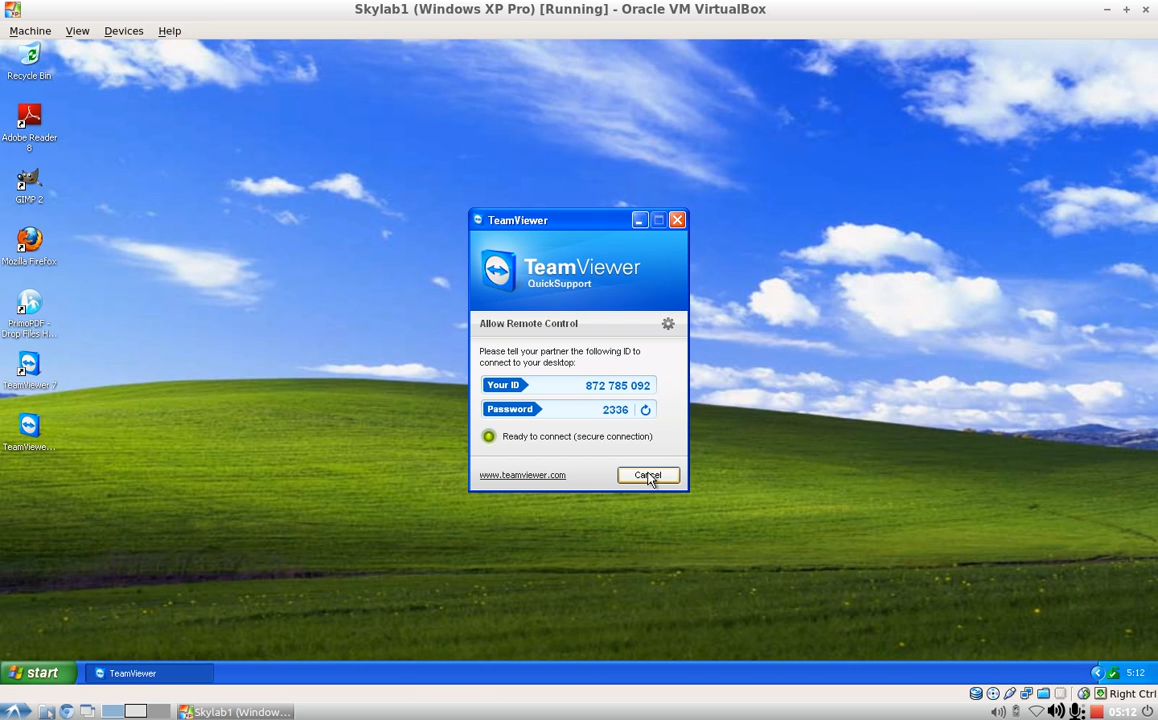 Skylab1 (Windows XP Pro) [Running] - Oracle VM VirtualBox
Machine View Devices Help
Recycle Bin
Adobe Reader
8
GIMP 2
Mozilla Firefox
PrimoPDF -
Drop Files H...
TeamViewer 7
TeamViewe...
TeamViewer
TeamViewer
QuickSupport
Allow Remote Control
Please tell your partner the following ID to
connect to your desktop:
Your ID 872 785 092
Password 2336
Ready to connect (secure connection)
www.teamviewer.com Cancel
start TeamViewer 5:12
Right Ctrl
Skylab1 (Window... 05:12